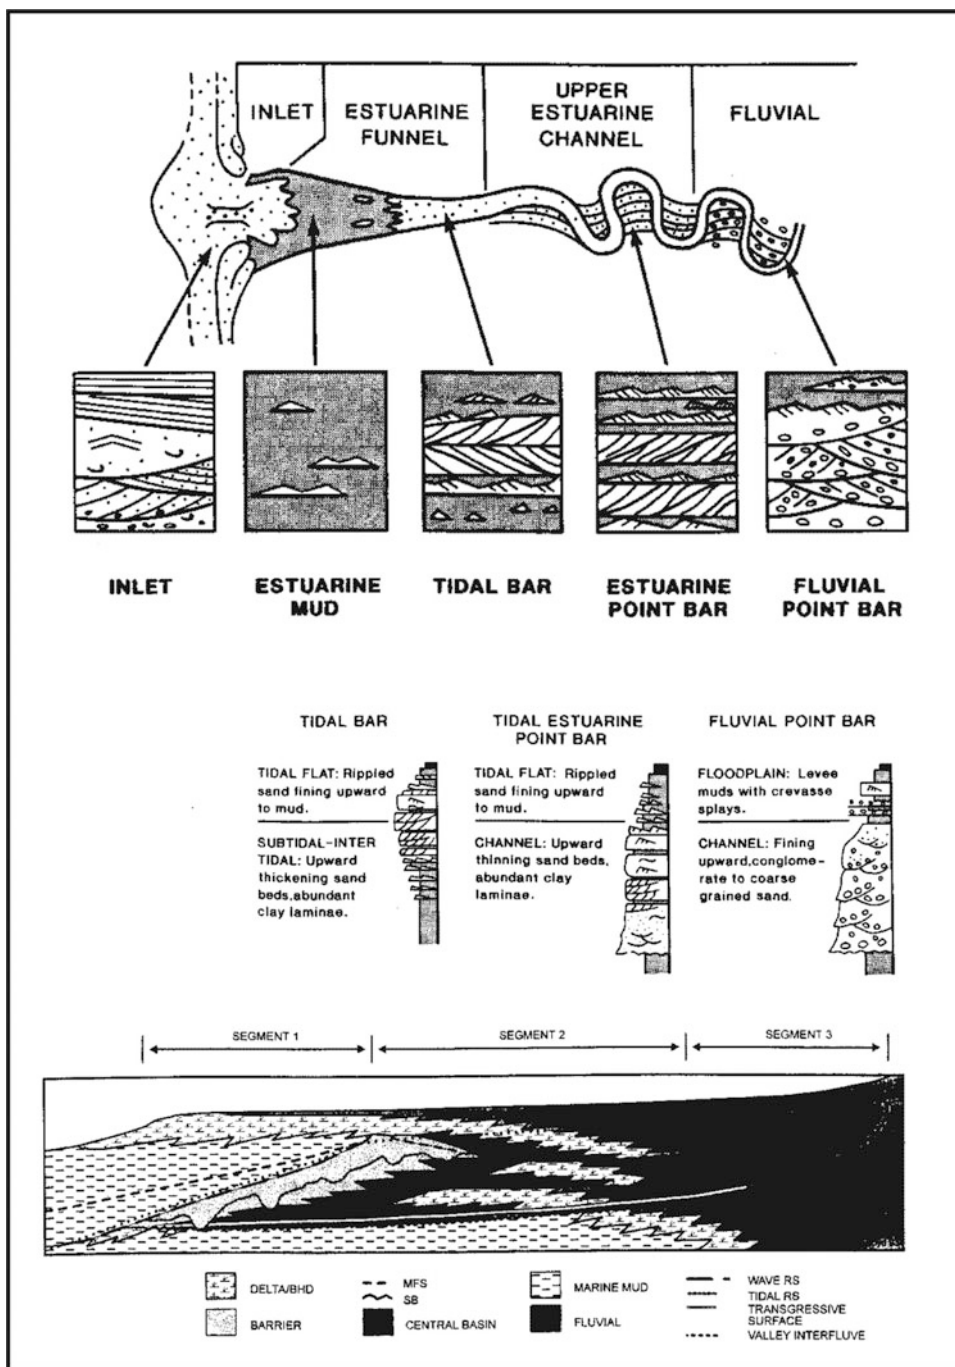 INLET
ESTUARINE
FUNNEL
UPPER
ESTUARINE
CHANNEL
FLUVIAL
INLET
ESTUARINE
MUD
TIDAL BAR
ESTUARINE
POINT BAR
FLUVIAL
POINT BAR
TIDAL BAR
TIDAL FLAT: Rippled
sand fining upward
to mud.
SUBTIDAL-INTER
TIDAL: Upward
thickening sand
beds,abundant
clay laminae.
TIDAL ESTUARINE
POINT BAR
TIDAL FLAT: Rippled
sand fining upward
to mud.
CHANNEL: Upward
thinning sand beds,
abundant clay
laminae.
FLUVIAL POINT BAR
FLOODPLAIN: Levee
muds with crevasse
splays.
CHANNEL: Fining
upward,conglome-
rate to coarse
grained sand.
SEGMENT 1
SEGMENT 2
SEGMENT 3
DELTA/BHD
BARRIER
MFS
SB
CENTRAL BASIN
MARINE MUD
FLUVIAL
WAVE RS
TIDAL RS
TRANSGRESSIVE
SURFACE
VALLEY INTERFLUVE